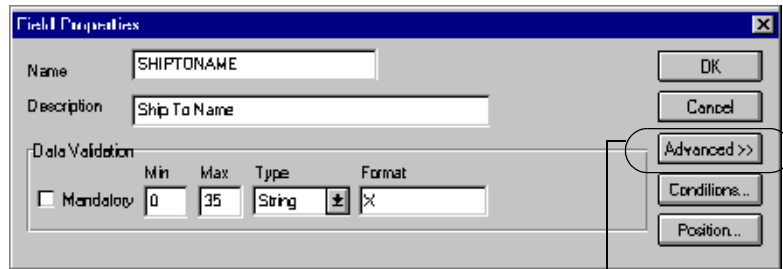 Field Properties
Name SHIPTONAME
Description Ship To Name
OK
Cancel
Advanced >>
Conditions...
Position...
Data Validation
Min Max Type Format
Mandatory 0 35 String X